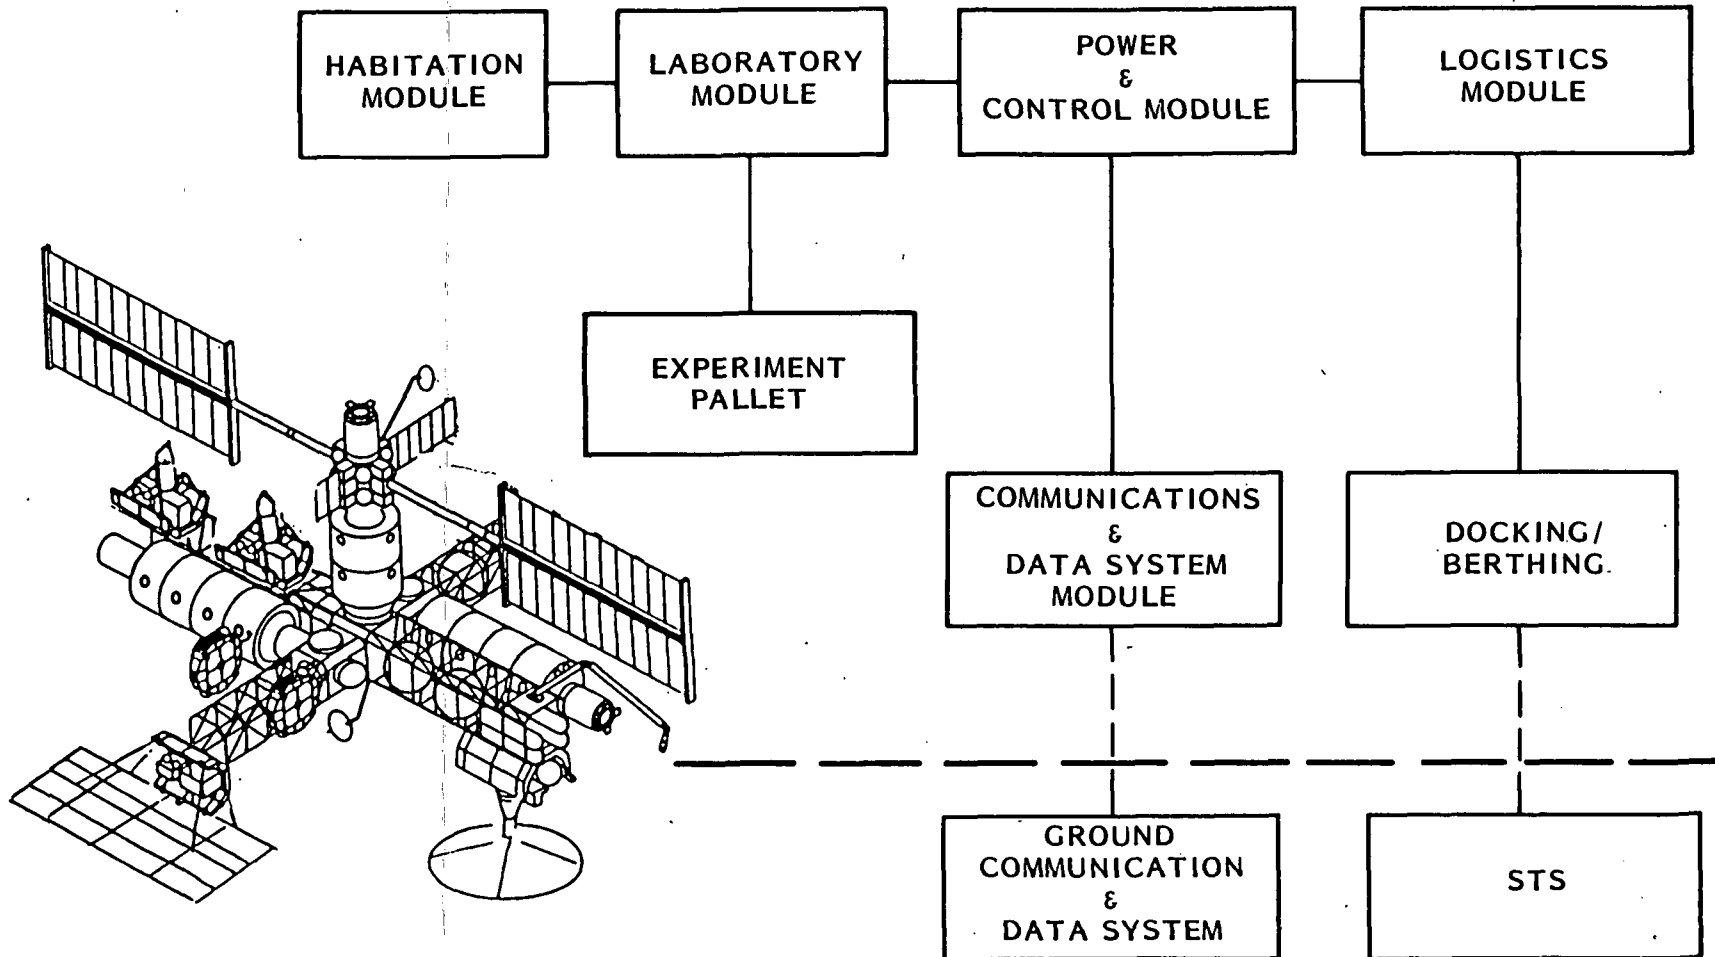 HABITATION
MODULE
LABORATORY
MODULE
POWER
&
CONTROL MODULE
LOGISTICS
MODULE
EXPERIMENT
PALLET
COMMUNICATIONS
&
DATA SYSTEM
MODULE
DOCKING/
BERTHING
GROUND
COMMUNICATION
&
DATA SYSTEM
STS